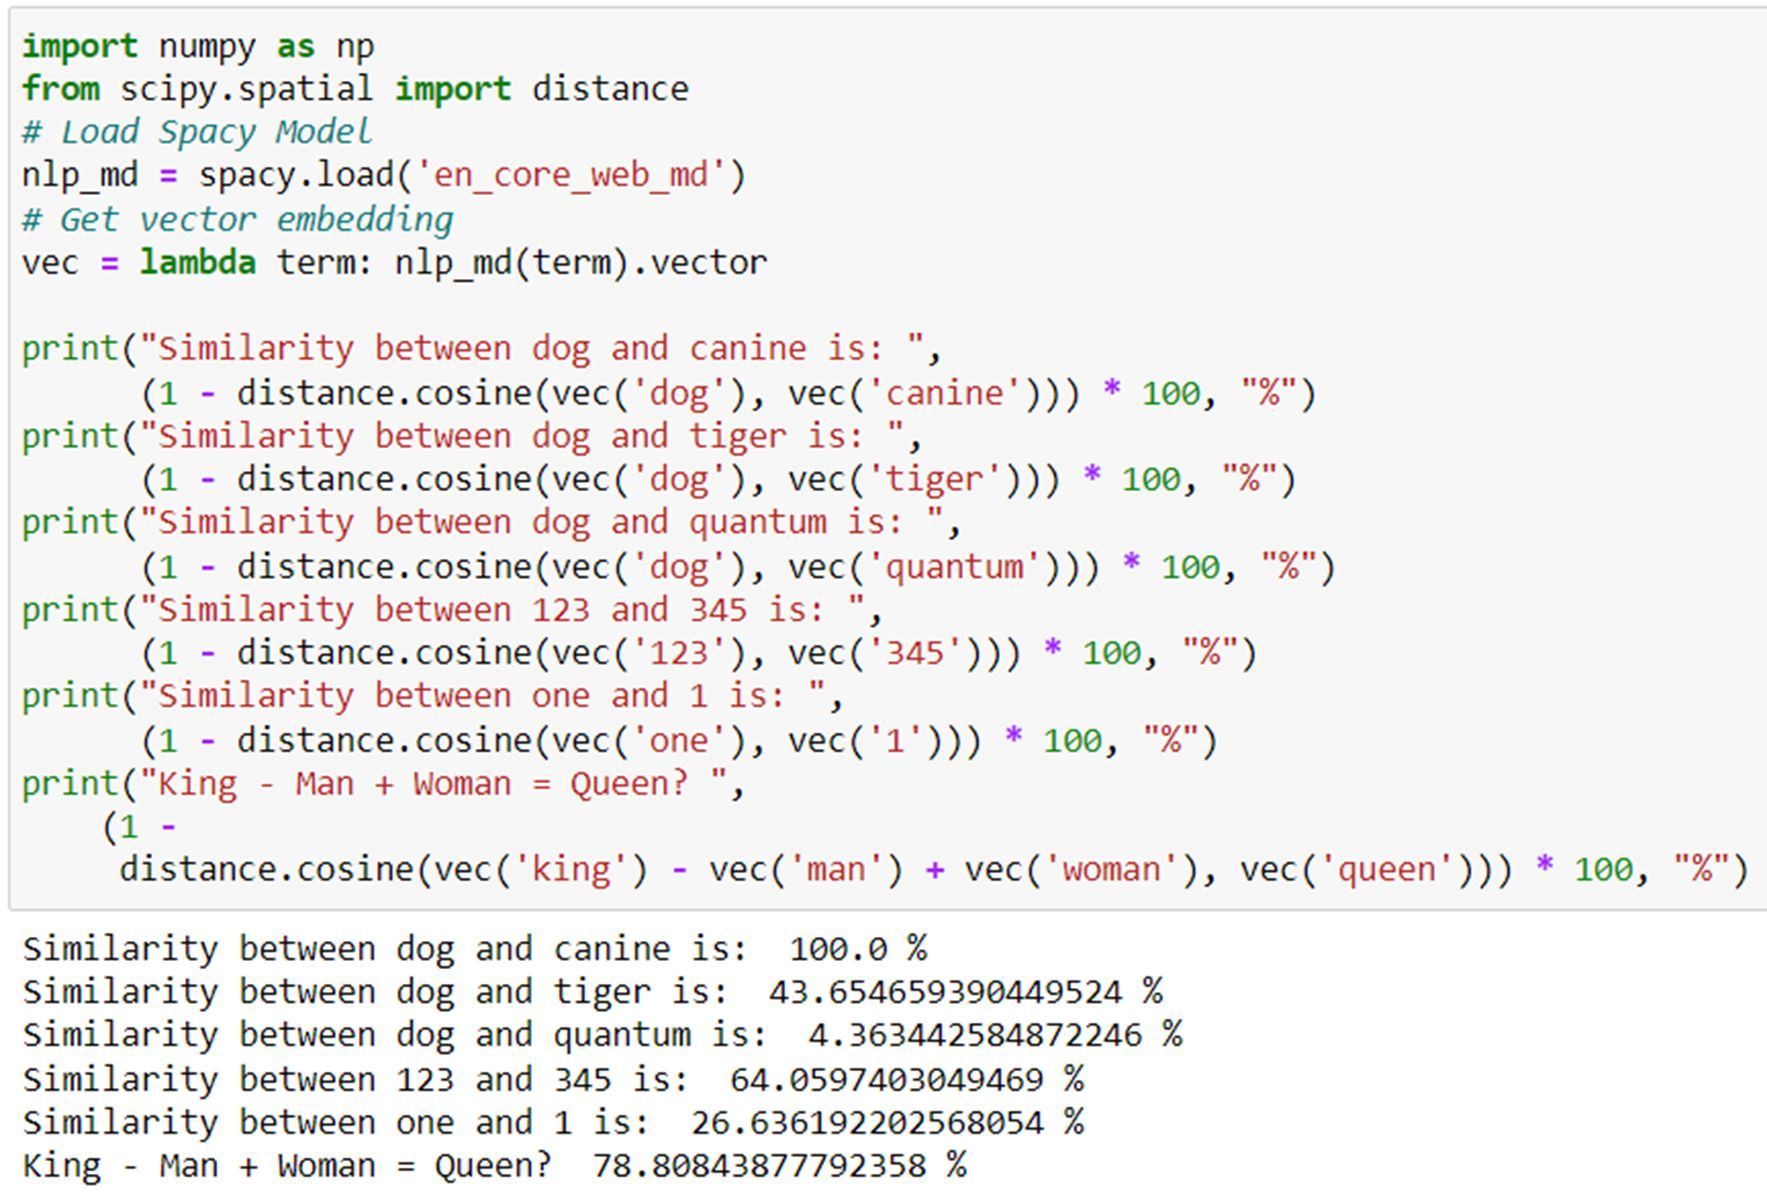 import numpy as np
from scipy.spatial import distance
# Load Spacy Model
nlp_md = spacy.load('en_core_web_md')
# Get vector embedding
vec = lambda term: nlp_md(term).vector

print("Similarity between dog and canine is: ",
      (1 - distance.cosine(vec('dog'), vec('canine'))) * 100, "%")
print("Similarity between dog and tiger is: ",
      (1 - distance.cosine(vec('dog'), vec('tiger'))) * 100, "%")
print("Similarity between dog and quantum is: ",
      (1 - distance.cosine(vec('dog'), vec('quantum'))) * 100, "%")
print("Similarity between 123 and 345 is: ",
      (1 - distance.cosine(vec('123'), vec('345'))) * 100, "%")
print("Similarity between one and 1 is: ",
      (1 - distance.cosine(vec('one'), vec('1'))) * 100, "%")
print("King - Man + Woman = Queen? ",
    (1 -
     distance.cosine(vec('king') - vec('man') + vec('woman'), vec('queen'))) * 100, "%")
Similarity between dog and canine is:  100.0 %
Similarity between dog and tiger is:  43.654659390449524 %
Similarity between dog and quantum is:  4.363442584872246 %
Similarity between 123 and 345 is:  64.0597403049469 %
Similarity between one and 1 is:  26.636192202568054 %
King - Man + Woman = Queen?  78.80843877792358 %